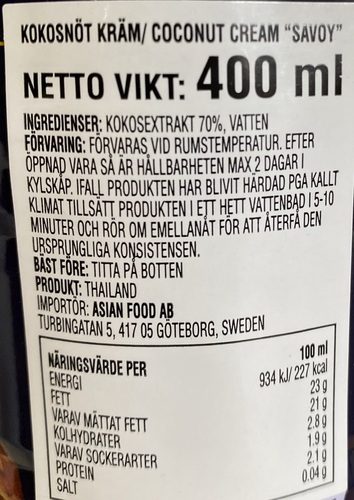 KOKOSNÖT KRÄM/ COCONUT CREAM "SAVOY"
NETTO VIKT: 400 ml
INGREDIENSER: KOKOSEXTRAKT 70%, VATTEN
FÖRVARING: FÖRVARAS VID RUMSTEMPERATUR. EFTER
ÖPPNAD VARA SÅ ÄR HÅLLBARHETEN MAX 2 DAGAR I
KYLSKÅP. IFALL PRODUKTEN HAR BLIVIT HÅRDAD PGA KALLT
KLIMAT TILLSÄTT PRODUKTEN I ETT HETT VATTENBAD I 5-10
MINUTER OCH RÖR OM EMELLANÅT FÖR ATT ÅTERFÅ DEN
URSPRUNGLIGA KONSISTENSEN.
BÄST FÖRE: TITTA PÅ BOTTEN
PRODUKT: THAILAND
IMPORTÖR: ASIAN FOOD AB
TURBINGATAN 5, 417 05 GÖTEBORG, SWEDEN
NÄRINGSVÄRDE PER 100 ml
ENERGI 934 kJ/ 227 kcal
FETT 23 g
VARAV MÄTTAT FETT 21 g
KOLHYDRATER 2.8 g
VARAV SOCKERARTER 1.9 g
PROTEIN 2.1 g
SALT 0.04 g